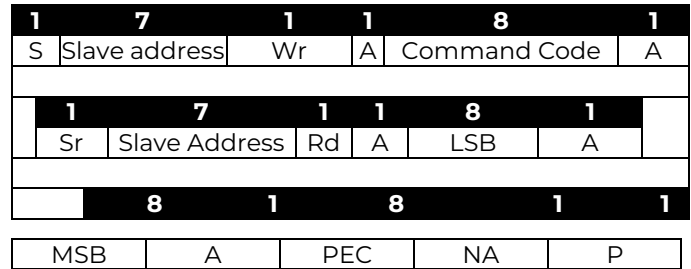 1 7 1 1 8 1
S Slave address Wr A Command Code A
1 7 1 1 8 1
Sr Slave Address Rd A LSB A
8 1 8 1 1
MSB A PEC NA P